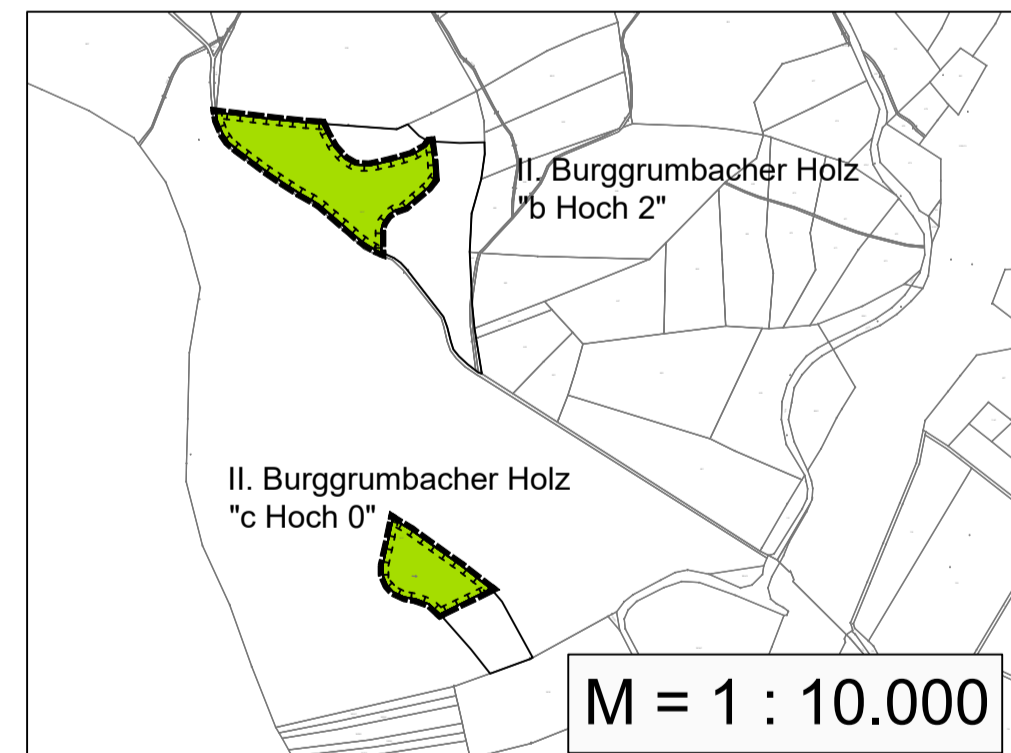 II. Burggrumbacher Holz
"b Hoch 2"
II. Burggrumbacher Holz
"c Hoch 0"
M = 1 : 10.000